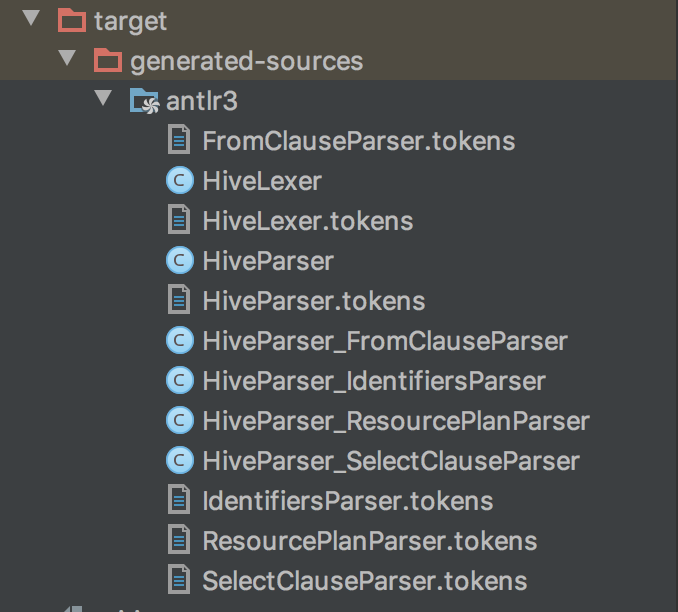 target
generated-sources
antlr3
FromClauseParser.tokens
C HiveLexer
HiveLexer.tokens
C HiveParser
HiveParser.tokens
C HiveParser_FromClauseParser
C HiveParser_IdentifiersParser
C HiveParser_ResourcePlanParser
C HiveParser_SelectClauseParser
IdentifiersParser.tokens
ResourcePlanParser.tokens
SelectClauseParser.tokens